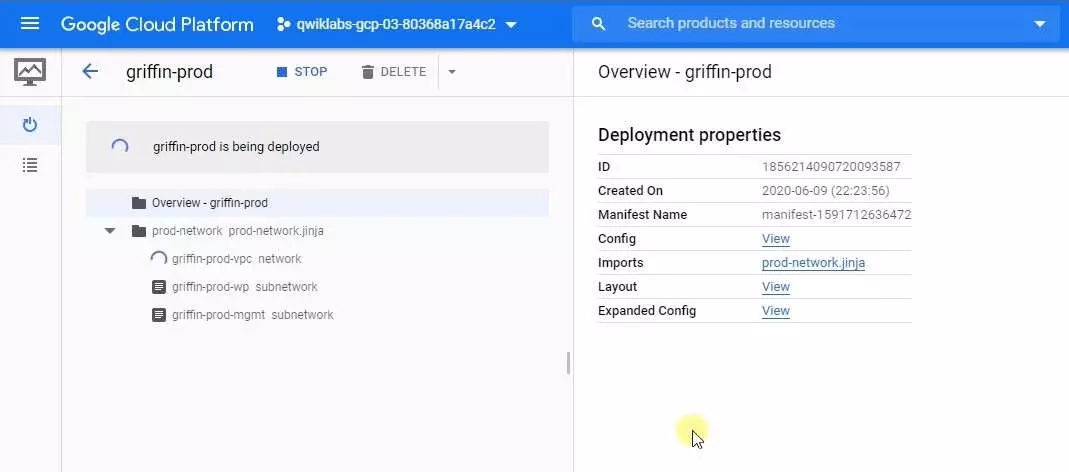 Google Cloud Platform
qwiklabs-gcp-03-80368a17a4c2
Search products and resources
griffin-prod
STOP
DELETE
Overview - griffin-prod
griffin-prod is being deployed
Overview - griffin-prod
prod-network prod-network.jinja
griffin-prod-vpc network
griffin-prod-wp subnetwork
griffin-prod-mgmt subnetwork
Deployment properties
ID 1856214090720093587
Created On 2020-06-09 (22:23:56)
Manifest Name manifest-1591712636472
Config View
Imports prod-network.jinja
Layout View
Expanded Config View